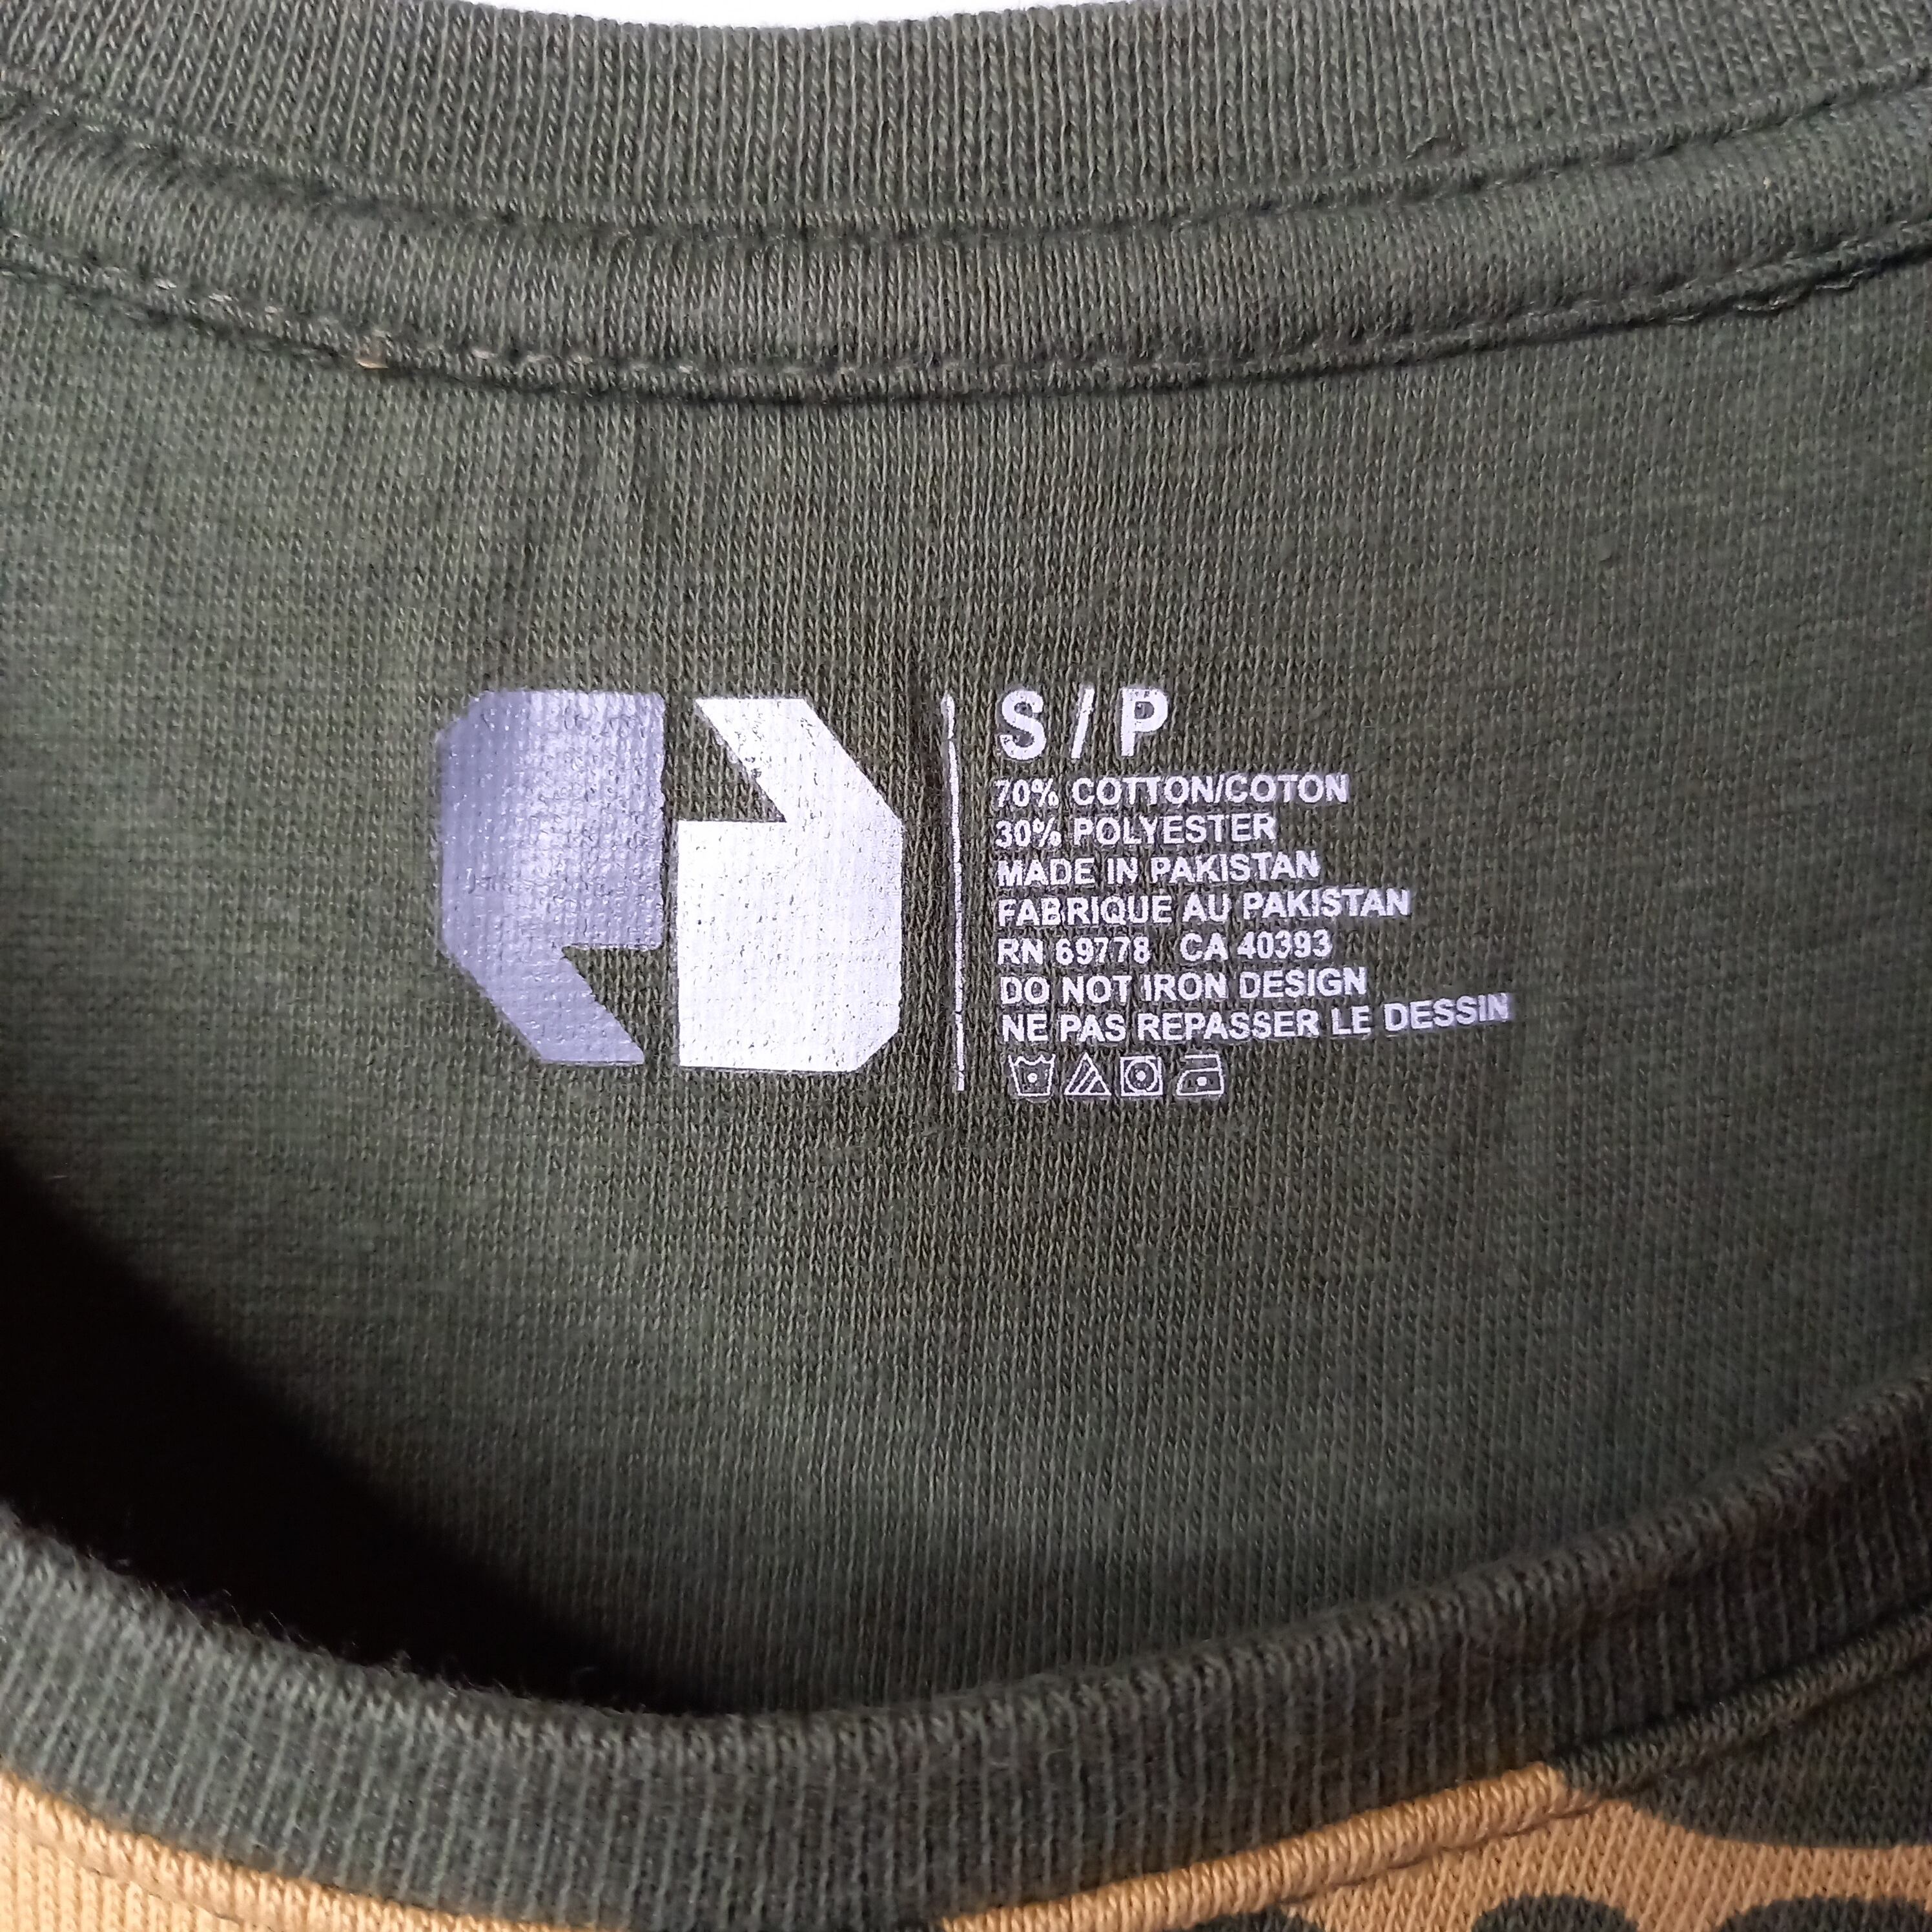 S / P
70% COTTON/COTON
30% POLYESTER
MADE IN PAKISTAN
FABRIQUE AU PAKISTAN
RN 69778 CA 40393
DO NOT IRON DESIGN
NE PAS REPASSER LE DESSIN